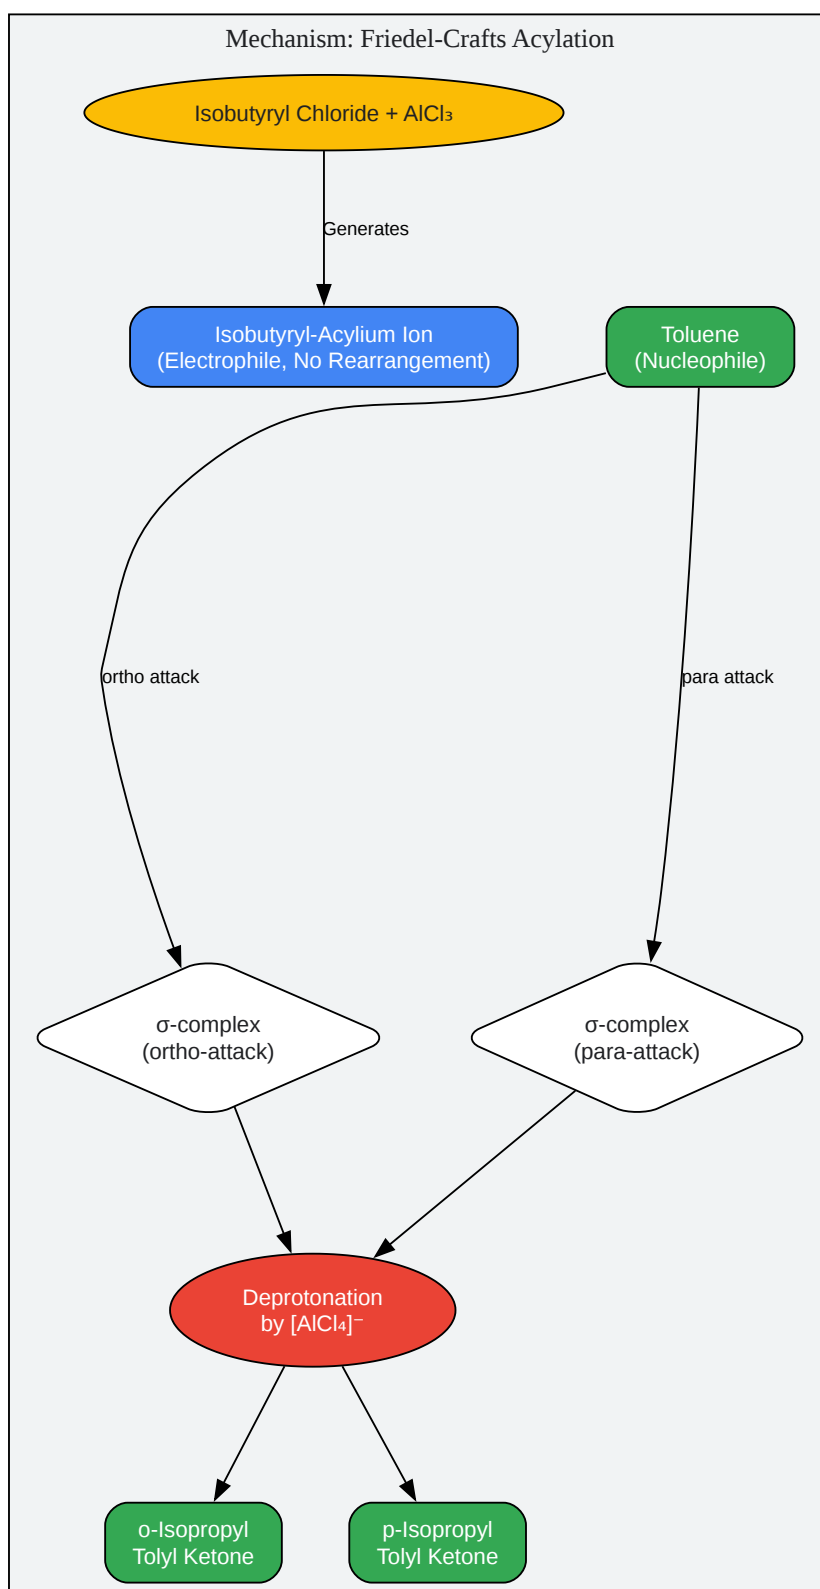 Mechanism: Friedel-Crafts Acylation
Isobutyryl Chloride + AlCl₃
Generates
Isobutyryl-Acylium Ion
(Electrophile, No Rearrangement)
Toluene
(Nucleophile)
ortho attack
para attack
σ-complex
(ortho-attack)
σ-complex
(para-attack)
Deprotonation
by [AlCl₄]⁻
o-Isopropyl
Tolyl Ketone
p-Isopropyl
Tolyl Ketone